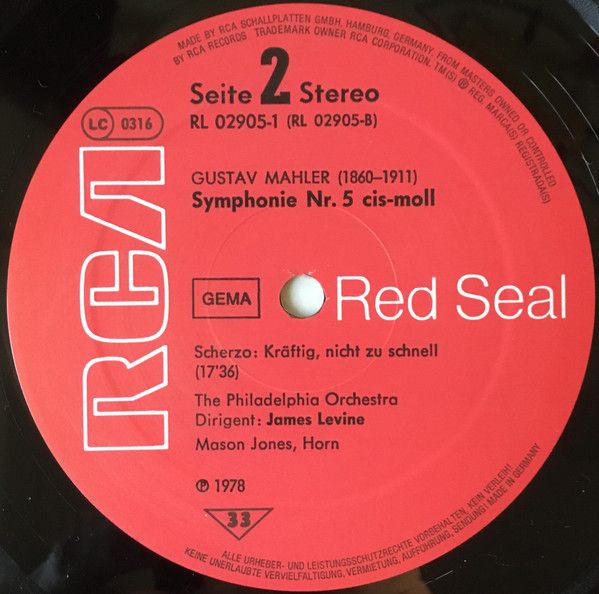 MADE BY RCA SCHALLPLATTEN GMBH, HAMBURG, GERMANY, FROM MASTERS OWNED OR CONTROLLED
BY RCA RECORDS TRADEMARK OWNER RCA CORPORATION. TM(S) ® REG. MARCA(S) REGISTRADA(S)
Seite 2 Stereo
LC 0316
RL 02905-1 (RL 02905-B)
GUSTAV MAHLER (1860–1911)
Symphonie Nr. 5 cis-moll
RCA
GEMA
Red Seal
Scherzo: Kräftig, nicht zu schnell
(17'36)
The Philadelphia Orchestra
Dirigent: James Levine
Mason Jones, Horn
℗ 1978
33
ALLE URHEBER- UND LEISTUNGSSCHUTZRECHTE VORBEHALTEN, KEIN VERLEIH!
KEINE UNERLAUBTE VERVIELFÄLTIGUNG, VERMIETUNG, AUFFÜHRUNG, SENDUNG! MADE IN GERMANY